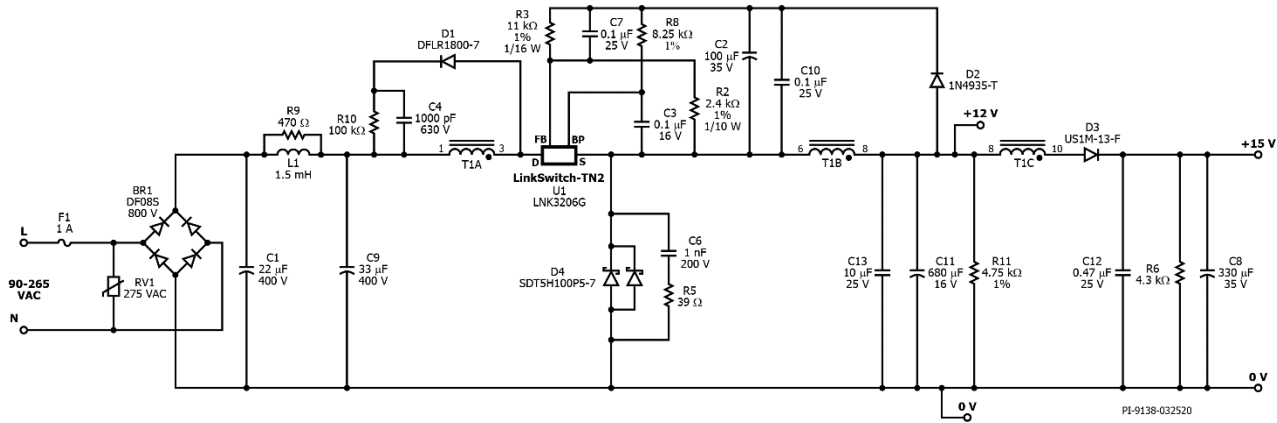 R3
11 kΩ
1%
1/16 W
C7
0.1 µF
25 V
R8
8.25 kΩ
1%
D1
DFLR1800-7
C2
100 µF
35 V
C10
0.1 µF
25 V
D2
1N4935-T
R9
470 Ω
L1
1.5 mH
R10
100 kΩ
C4
1000 pF
630 V
C3
0.1 µF
16 V
R2
2.4 kΩ
1%
1/10 W
+12 V
D3
US1M-13-F
1
3
T1A
FB
BP
D
S
LinkSwitch-TN2
U1
LNK3206G
6
8
T1B
8
10
T1C
+15 V
BR1
DF08S
800 V
F1
1 A
L
90-265
VAC
N
RV1
275 VAC
C1
22 µF
400 V
C9
33 µF
400 V
D4
SDT5H100P5-7
C6
1 nF
200 V
R5
39 Ω
C13
10 µF
25 V
C11
680 µF
16 V
R11
4.75 kΩ
1%
C12
0.47 µF
25 V
R6
4.3 kΩ
C8
330 µF
35 V
0 V
0 V
PI-9138-032520